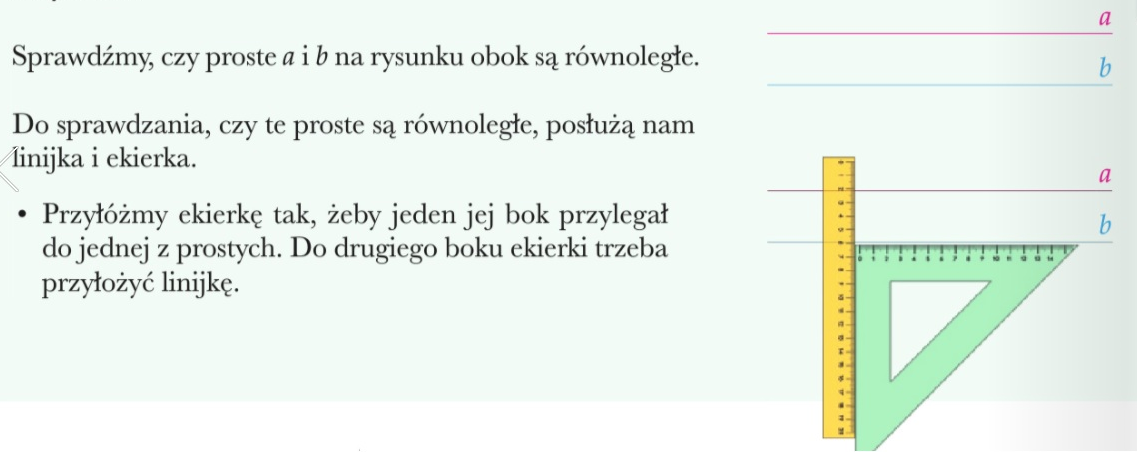 Sprawdźmy, czy proste a i b na rysunku obok są równoległe.
Do sprawdzania, czy te proste są równoległe, posłużą nam
linijka i ekierka.
• Przyłóżmy ekierkę tak, żeby jeden jej bok przylegał
do jednej z prostych. Do drugiego boku ekierki trzeba
przyłożyć linijkę.
a
b
a
b